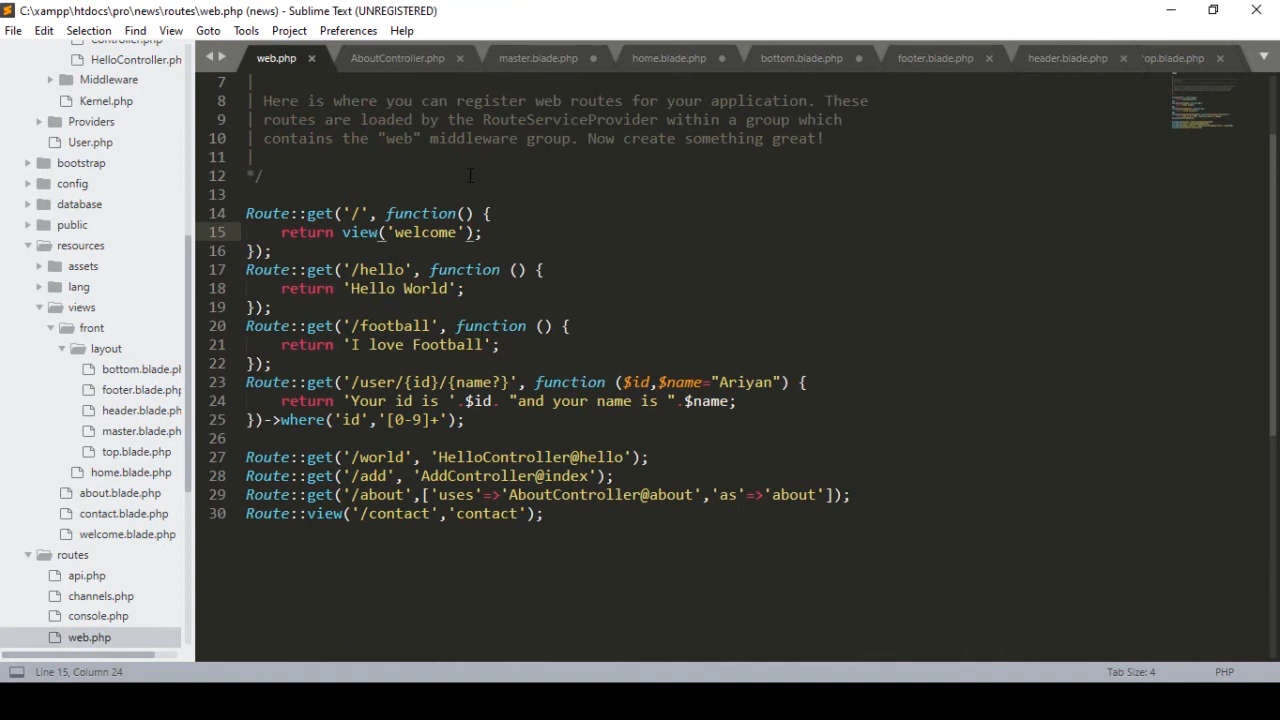 C:\xampp\htdocs\pro\news\routes\web.php (news) - Sublime Text (UNREGISTERED)
File Edit Selection Find View Goto Tools Project Preferences Help
Controller.php
HelloController.ph
Middleware
Kernel.php
Providers
User.php
bootstrap
config
database
public
resources
assets
lang
views
front
layout
bottom.blade.ph
footer.blade.php
header.blade.ph
master.blade.ph
top.blade.php
home.blade.php
about.blade.php
contact.blade.php
welcome.blade.php
routes
api.php
channels.php
console.php
web.php
web.php AboutController.php master.blade.php home.blade.php bottom.blade.php footer.blade.php header.blade.php top.blade.php
7 |
8 | Here is where you can register web routes for your application. These
9 | routes are loaded by the RouteServiceProvider within a group which
10 | contains the "web" middleware group. Now create something great!
11 |
12 */
13
14 Route::get('/', function() {
15 return view('welcome');
16 });
17 Route::get('/hello', function () {
18 return 'Hello World';
19 });
20 Route::get('/football', function () {
21 return 'I love Football';
22 });
23 Route::get('/user/{id}/{name?}', function ($id,$name="Ariyan") {
24 return 'Your id is '.$id. "and your name is ".$name;
25 })->where('id','[0-9]+');
26
27 Route::get('/world', 'HelloController@hello');
28 Route::get('/add', 'AddController@index');
29 Route::get('/about',['uses'=>'AboutController@about','as'=>'about']);
30 Route::view('/contact','contact');
Line 15, Column 24
Tab Size: 4
PHP